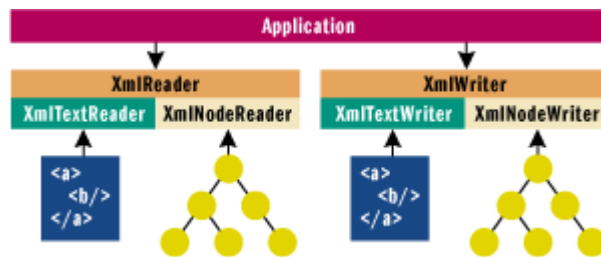 Application
XmlReader
XmlWriter
XmlTextReader XmlNodeReader
XmlTextWriter XmlNodeWriter
<a>
<b/>
</a>
<a>
<b/>
</a>